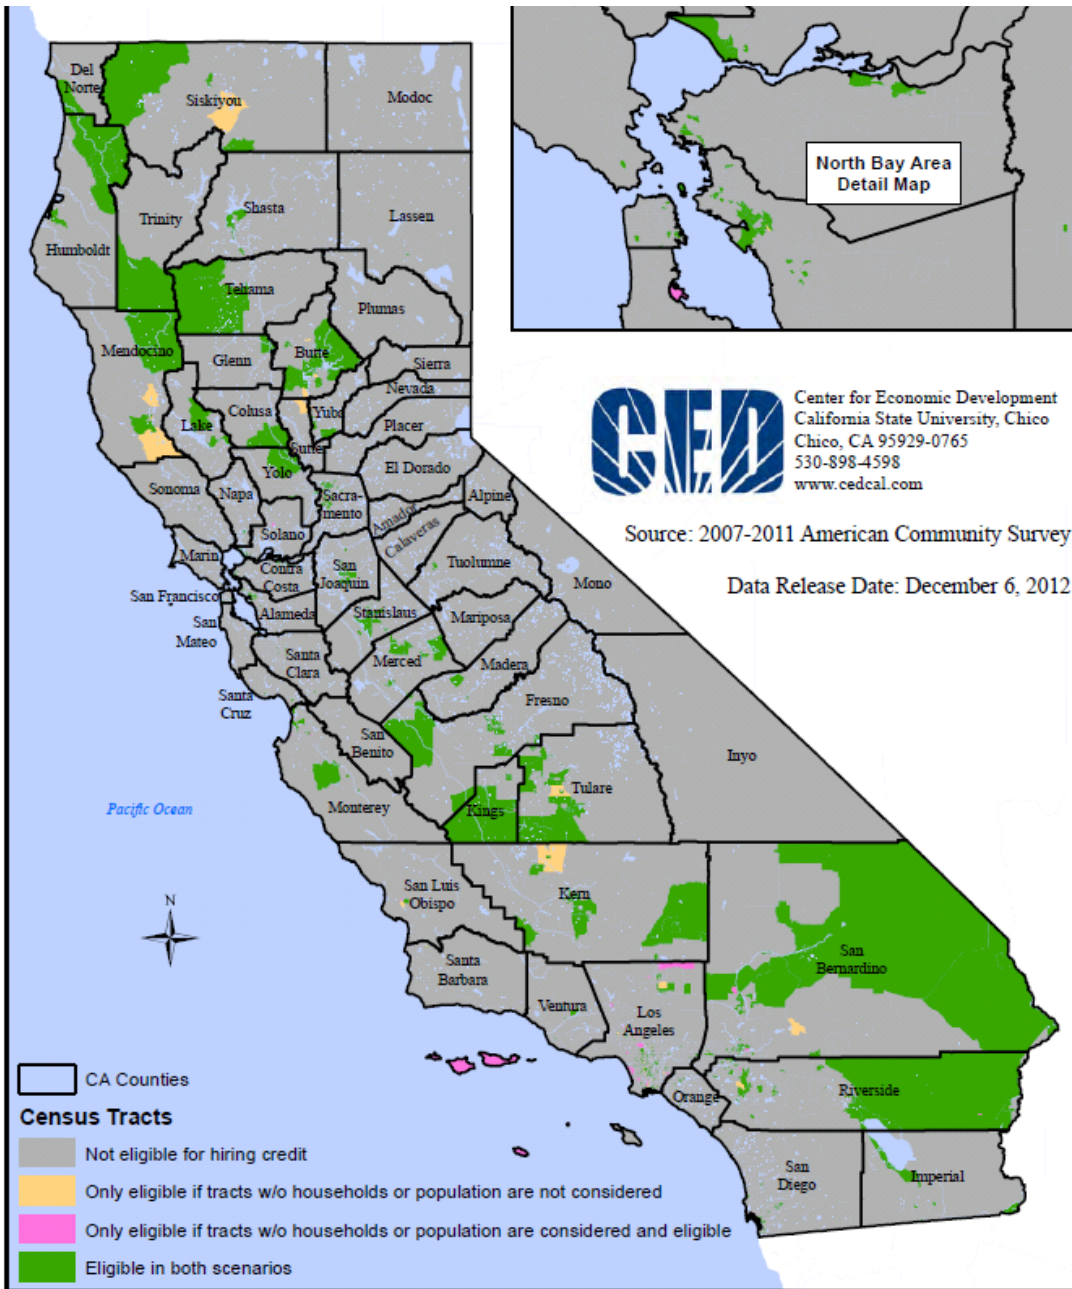 Del
Norte
Siskiyou
Modoc
Trinity
Shasta
Lassen
Humboldt
Tehama
Plumas
Mendocino
Glenn
Butte
Sierra
Nevada
Colusa
Yuba
Lake
Placer
Sutter
Yolo
El Dorado
Sonoma
Napa
Sacra-
mento
Alpine
Amador
Calaveras
Solano
Marin
Contra
Costa
San
Joaquin
Tuolumne
Mono
San Francisco
Alameda
Stanislaus
Mariposa
San
Mateo
Santa
Clara
Merced
Madera
Santa
Cruz
Fresno
San
Benito
Inyo
Monterey
Kings
Tulare
San Luis
Obispo
Kern
Santa
Barbara
San
Bernardino
Ventura
Los
Angeles
Orange
Riverside
San
Diego
Imperial
Pacific Ocean
N
North Bay Area
Detail Map
CED
Center for Economic Development
California State University, Chico
Chico, CA 95929-0765
530-898-4598
www.cedcal.com
Source: 2007-2011 American Community Survey
Data Release Date: December 6, 2012
CA Counties
Census Tracts
Not eligible for hiring credit
Only eligible if tracts w/o households or population are not considered
Only eligible if tracts w/o households or population are considered and eligible
Eligible in both scenarios